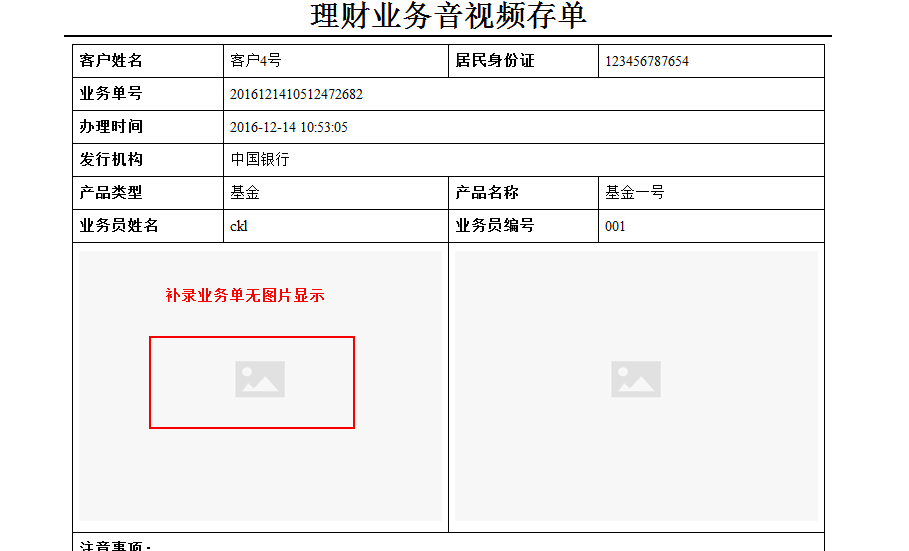 理财业务音视频存单
客户姓名 客户4号 居民身份证 123456787654
业务单号 2016121410512472682
办理时间 2016-12-14 10:53:05
发行机构 中国银行
产品类型 基金 产品名称 基金一号
业务员姓名 ckl 业务员编号 001
补录业务单无图片显示
注意事项：